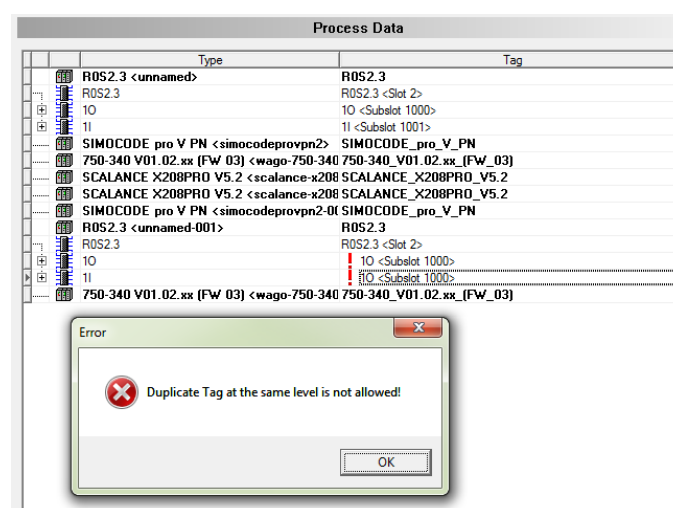 Process Data
Type Tag
R0S2.3 <unnamed> R0S2.3
R0S2.3 R0S2.3 <Slot 2>
1O 1O <Subslot 1000>
1I 1I <Subslot 1001>
SIMOCODE pro V PN <simocodeprovpn2> SIMOCODE_pro_V_PN
750-340 V01.02.xx (FW 03) <wago-750-340 750-340_V01.02.xx_(FW_03)
SCALANCE X208PRO V5.2 <scalance-x208 SCALANCE_X208PRO_V5.2
SCALANCE X208PRO V5.2 <scalance-x208 SCALANCE_X208PRO_V5.2
SIMOCODE pro V PN <simocodeprovpn2-00 SIMOCODE_pro_V_PN
R0S2.3 <unnamed-001> R0S2.3
R0S2.3 R0S2.3 <Slot 2>
1O 1O <Subslot 1000>
1I 1O <Subslot 1000>
750-340 V01.02.xx (FW 03) <wago-750-340 750-340_V01.02.xx_(FW_03)
Error
Duplicate Tag at the same level is not allowed!
OK